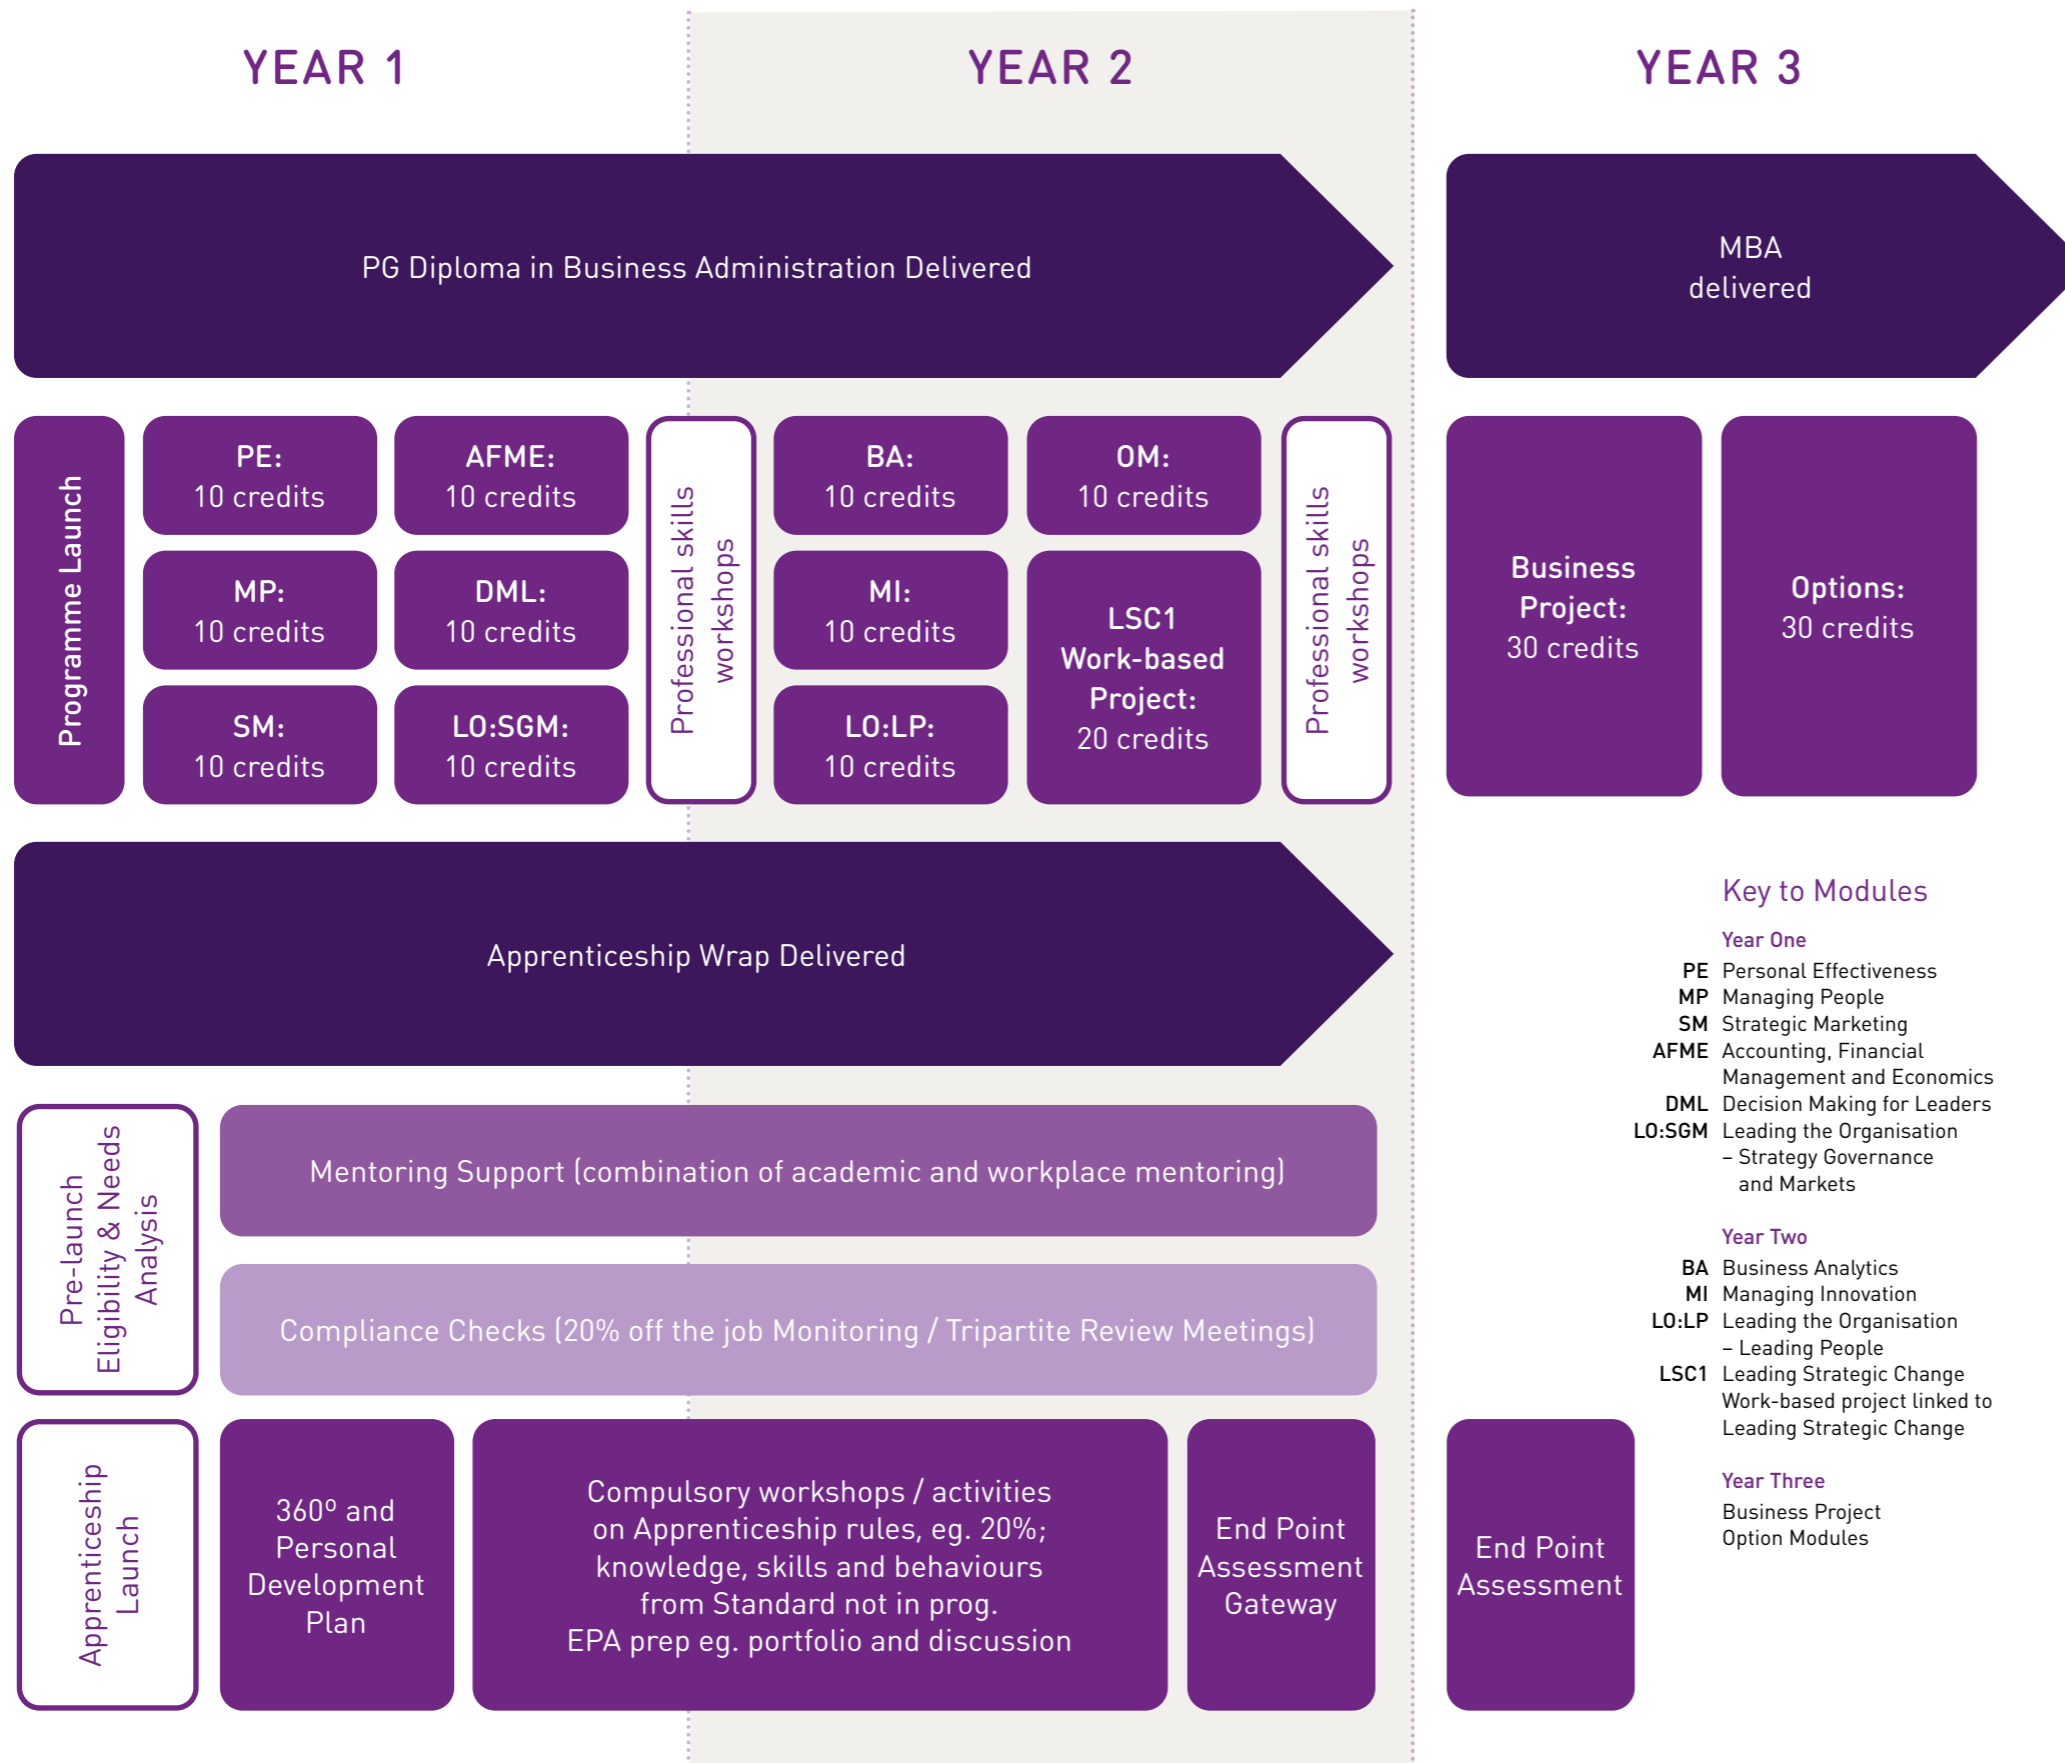 YEAR 1
YEAR 2
YEAR 3
PG Diploma in Business Administration Delivered
MBA
delivered
Programme Launch
PE:
10 credits
MP:
10 credits
SM:
10 credits
AFME:
10 credits
DML:
10 credits
LO:SGM:
10 credits
Professional skills
workshops
BA:
10 credits
MI:
10 credits
LO:LP:
10 credits
OM:
10 credits
LSC1
Work-based
Project:
20 credits
Professional skills
workshops
Business
Project:
30 credits
Options:
30 credits
Apprenticeship Wrap Delivered
Pre-launch
Eligibility & Needs
Analysis
Mentoring Support (combination of academic and workplace mentoring)
Compliance Checks (20% off the job Monitoring / Tripartite Review Meetings)
Apprenticeship
Launch
360º and
Personal
Development
Plan
Compulsory workshops / activities
on Apprenticeship rules, eg. 20%;
knowledge, skills and behaviours
from Standard not in prog.
EPA prep eg. portfolio and discussion
End Point
Assessment
Gateway
End Point
Assessment
Key to Modules
Year One
PE Personal Effectiveness
MP Managing People
SM Strategic Marketing
AFME Accounting, Financial
Management and Economics
DML Decision Making for Leaders
LO:SGM Leading the Organisation
– Strategy Governance
and Markets
Year Two
BA Business Analytics
MI Managing Innovation
LO:LP Leading the Organisation
– Leading People
LSC1 Leading Strategic Change
Work-based project linked to
Leading Strategic Change
Year Three
Business Project
Option Modules